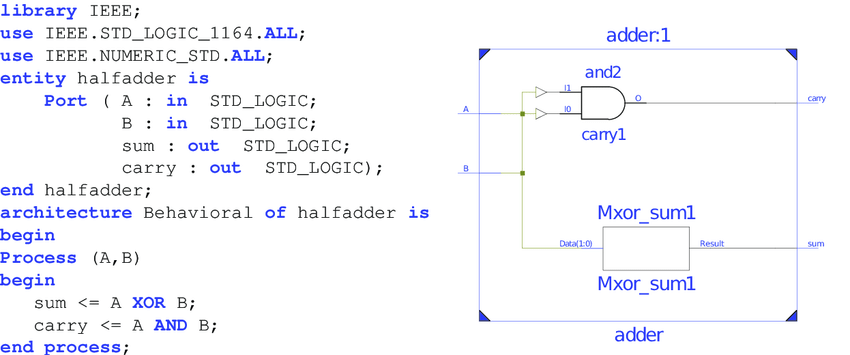 library IEEE;
use IEEE.STD_LOGIC_1164.ALL;
use IEEE.NUMERIC_STD.ALL;
entity halfadder is
Port ( A : in STD_LOGIC;
B : in STD_LOGIC;
sum : out STD_LOGIC;
carry : out STD_LOGIC);
end halfadder;
architecture Behavioral of halfadder is
begin
Process (A,B)
begin
sum <= A XOR B;
carry <= A AND B;
end process;
adder:1
and2
I1
O
carry
A
I0
carry1
B
Mxor_sum1
Data(1:0)
Result
sum
Mxor_sum1
adder